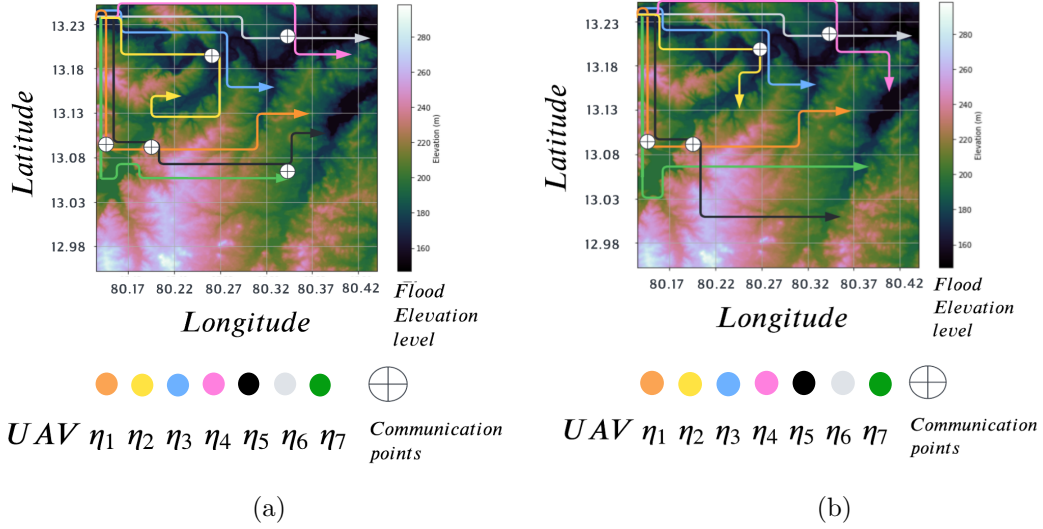 13.23
13.18
13.13
13.08
13.03
12.98
Latitude
80.17 80.22 80.27 80.32 80.37 80.42
Longitude
280
260
240
220
200
180
160
Elevation (m)
Flood
Elevation
level
UAV η1 η2 η3 η4 η5 η6 η7
Communication
points
(a)
13.23
13.18
13.13
13.08
13.03
12.98
Latitude
80.17 80.22 80.27 80.32 80.37 80.42
Longitude
280
260
240
220
200
180
160
Elevation (m)
Flood
Elevation
level
UAV η1 η2 η3 η4 η5 η6 η7
Communication
points
(b)